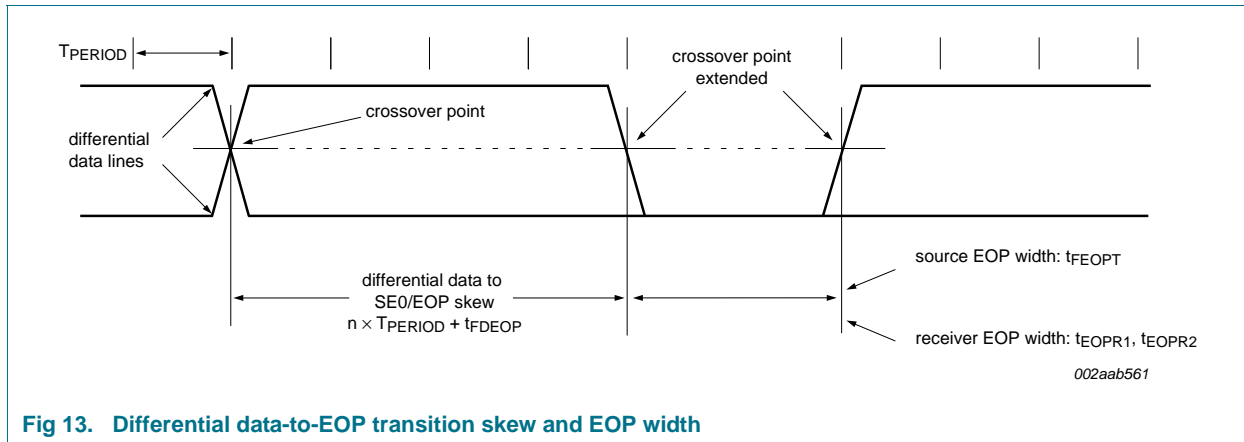 TPERIOD
crossover point
extended
crossover point
differential
data lines
differential data to
SE0/EOP skew
n × TPERIOD + tFDEOP
source EOP width: tFEOPT
receiver EOP width: tEOPR1, tEOPR2
002aab561
Fig 13. Differential data-to-EOP transition skew and EOP width